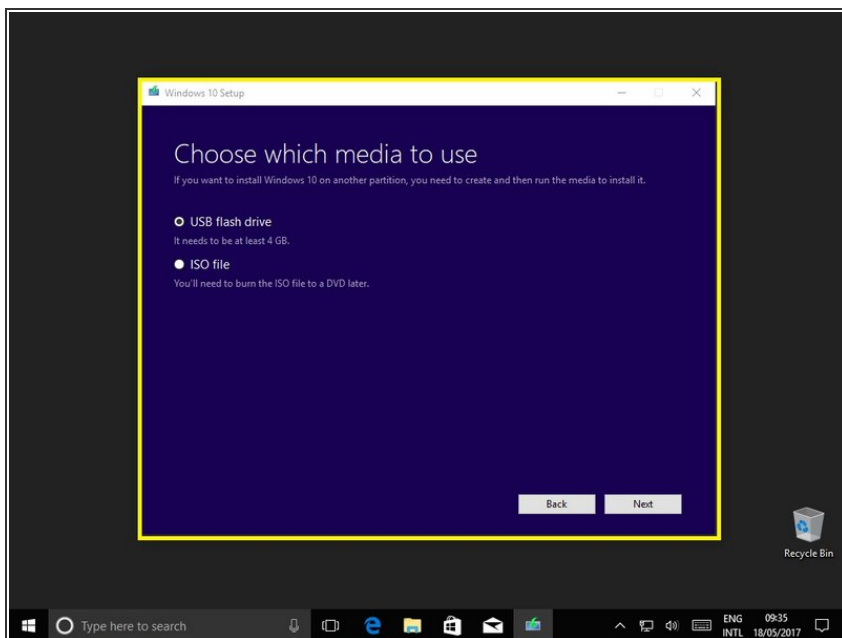 Windows 10 Setup
Choose which media to use
If you want to install Windows 10 on another partition, you need to create and then run the media to install it.
USB flash drive
It needs to be at least 4 GB.
ISO file
You'll need to burn the ISO file to a DVD later.
Back Next
Recycle Bin
Type here to search ENG 09:35
INTL 18/05/2017